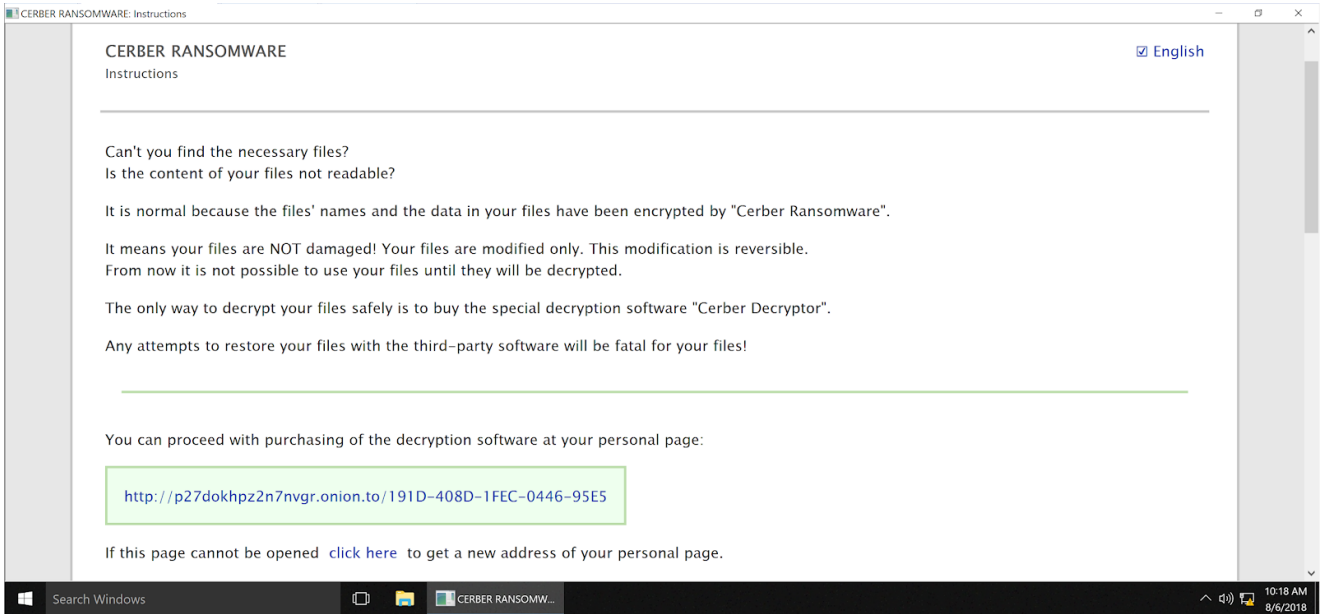 CERBER RANSOMWARE: Instructions
CERBER RANSOMWARE
English
Instructions
Can't you find the necessary files?
Is the content of your files not readable?
It is normal because the files' names and the data in your files have been encrypted by "Cerber Ransomware".
It means your files are NOT damaged! Your files are modified only. This modification is reversible.
From now it is not possible to use your files until they will be decrypted.
The only way to decrypt your files safely is to buy the special decryption software "Cerber Decryptor".
Any attempts to restore your files with the third-party software will be fatal for your files!
You can proceed with purchasing of the decryption software at your personal page:
http://p27dokhpz2n7nvgr.onion.to/191D-408D-1FEC-0446-95E5
If this page cannot be opened click here to get a new address of your personal page.
Search Windows
CERBER RANSOMW...
10:18 AM
8/6/2018